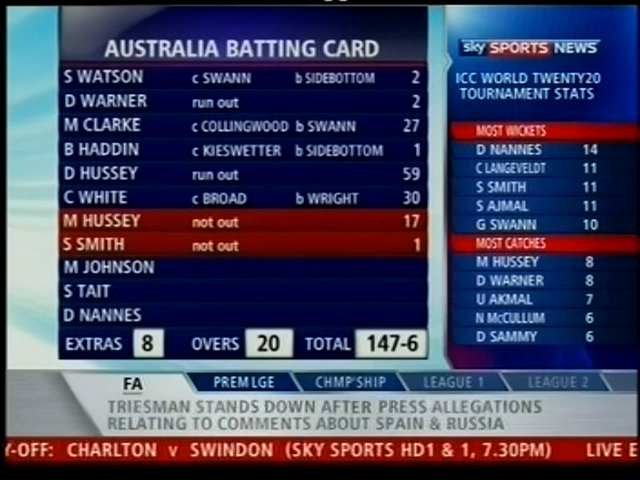 AUSTRALIA BATTING CARD
S WATSON c SWANN b SIDEBOTTOM 2
D WARNER run out 2
M CLARKE c COLLINGWOOD b SWANN 27
B HADDIN c KIESWETTER b SIDEBOTTOM 1
D HUSSEY run out 59
C WHITE c BROAD b WRIGHT 30
M HUSSEY not out 17
S SMITH not out 1
M JOHNSON
S TAIT
D NANNES
EXTRAS 8 OVERS 20 TOTAL 147-6
sky SPORTS NEWS
ICC WORLD TWENTY20
TOURNAMENT STATS
MOST WICKETS
D NANNES 14
C LANGEVELDT 11
S SMITH 11
S AJMAL 11
G SWANN 10
MOST CATCHES
M HUSSEY 8
D WARNER 8
U AKMAL 7
N McCULLUM 6
D SAMMY 6
FA PREM LGE CHMP'SHIP LEAGUE 1 LEAGUE 2
TRIESMAN STANDS DOWN AFTER PRESS ALLEGATIONS
RELATING TO COMMENTS ABOUT SPAIN & RUSSIA
Y-OFF: CHARLTON v SWINDON (SKY SPORTS HD1 & 1, 7.30PM) LIVE E